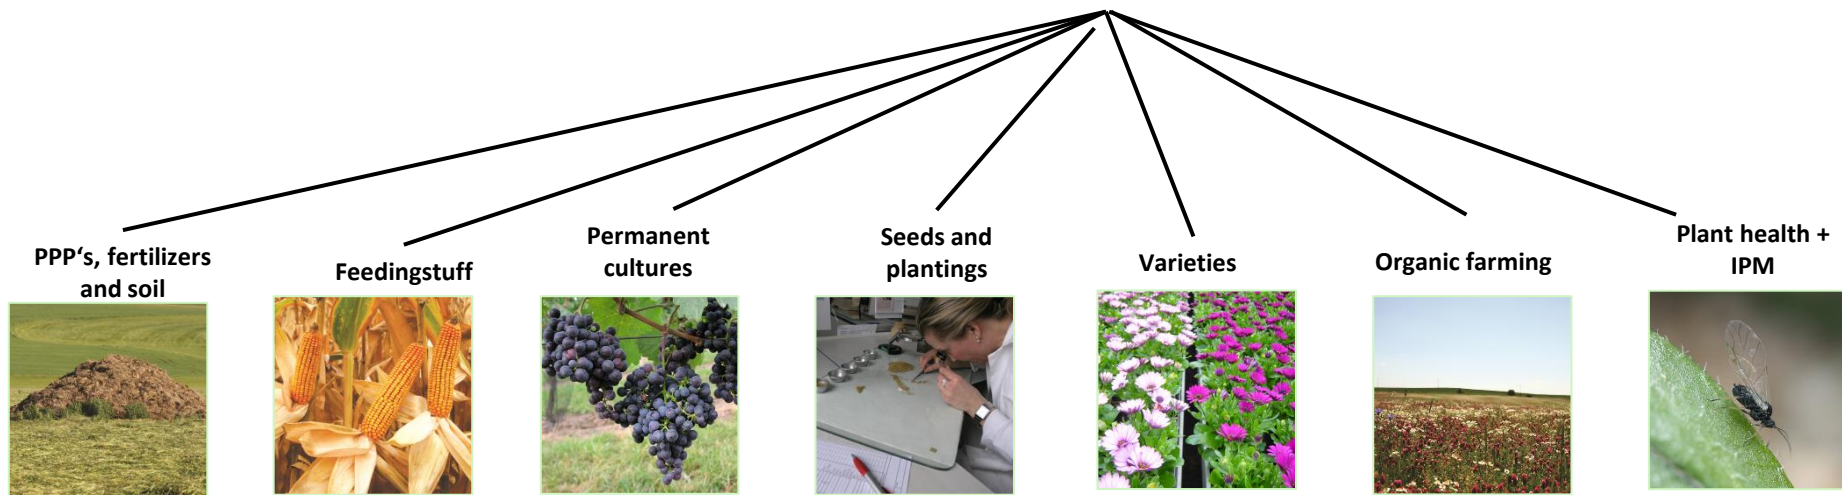 PPP‘s, fertilizers
and soil
Feedingstuff
Permanent
cultures
Seeds and
plantings
Varieties
Organic farming
Plant health +
IPM